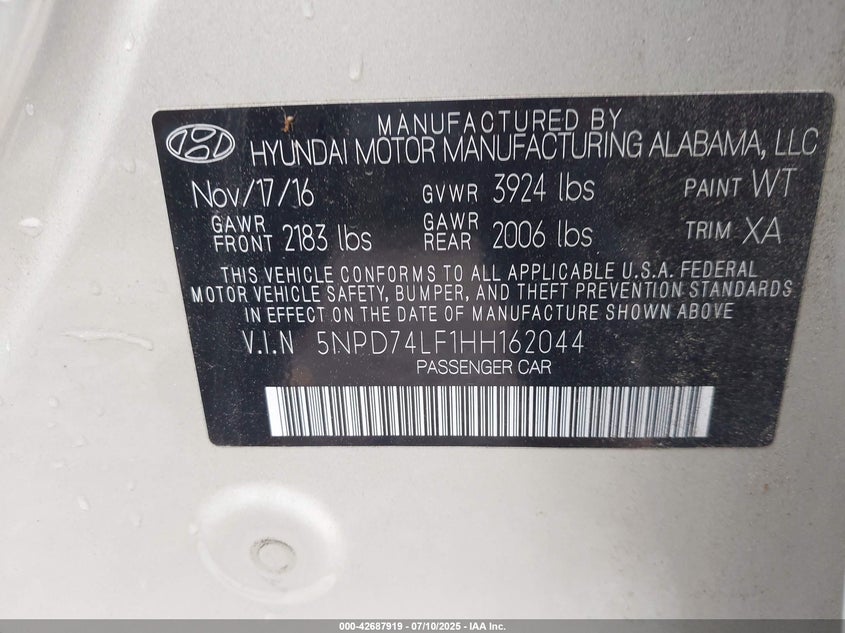 MANUFACTURED BY
HYUNDAI MOTOR MANUFACTURING ALABAMA, LLC
Nov/17/16 GVWR 3924 lbs PAINT WT
GAWR FRONT 2183 lbs GAWR REAR 2006 lbs TRIM XA
THIS VEHICLE CONFORMS TO ALL APPLICABLE U.S.A. FEDERAL
MOTOR VEHICLE SAFETY, BUMPER, AND THEFT PREVENTION STANDARDS
IN EFFECT ON THE DATE OF MANUFACTURE SHOWN ABOVE.
V.I.N 5NPD74LF1HH162044
PASSENGER CAR
000-42687919 - 07/10/2025 - IAA Inc.